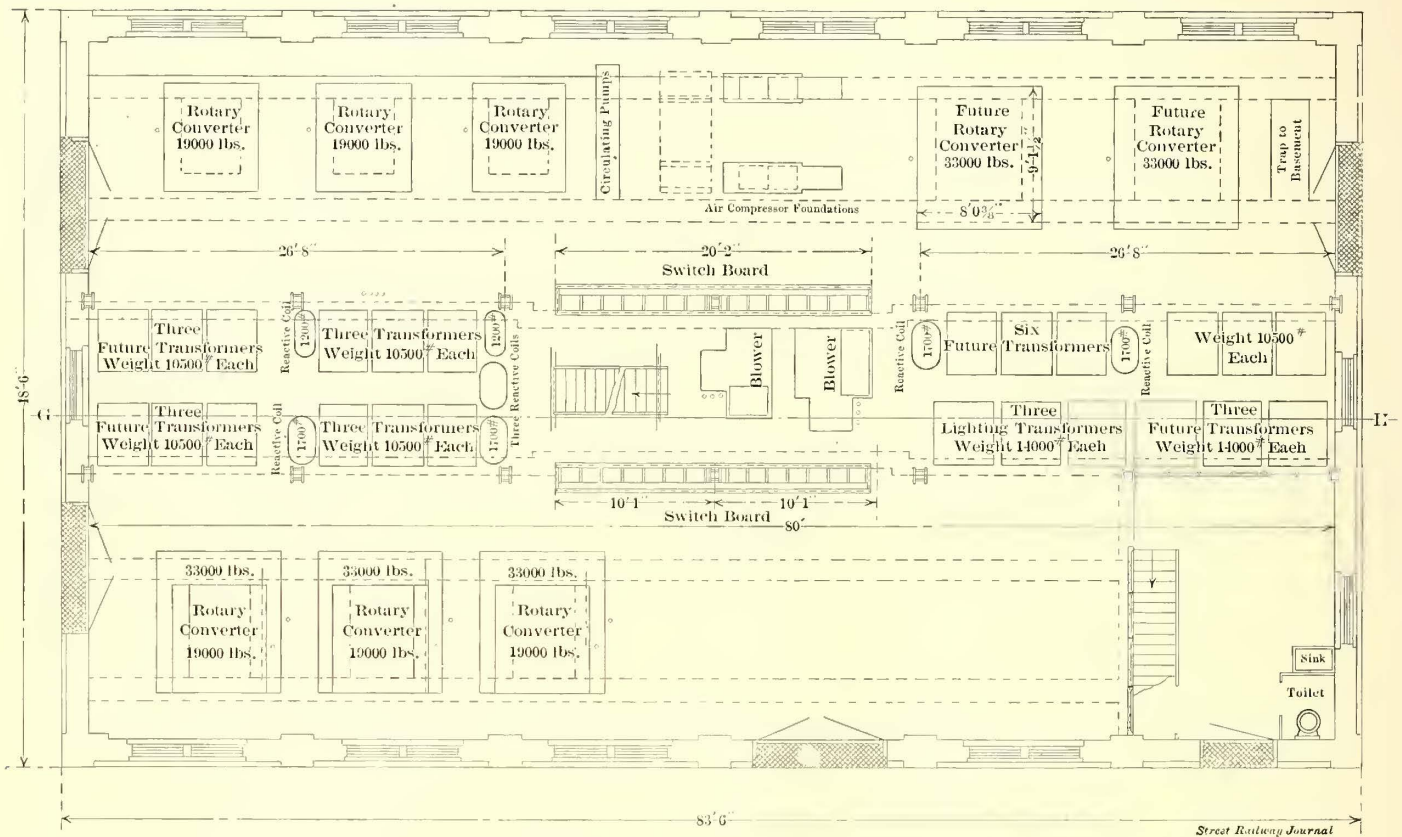 Rotary
Converter
19000 lbs.
Rotary
Converter
19000 lbs.
Rotary
Converter
19000 lbs.
Circulating Pumps
Air Compressor Foundations
Future
Rotary
Converter
33000 lbs.
9'-1½"
8'0⅜"
Future
Rotary
Converter
33000 lbs.
Trap to
Basement
26'8"
20'-2"
Switch Board
26'8"
48'-6"
Three
Future Transformers
Weight 10500# Each
Reactive Coil
1200#
Three Transformers
Weight 10500# Each
1200#
Three Reactive Coils
Blower
Blower
Reactive Coil
1700#
Six
Future Transformers
1700#
Reactive Coil
Weight 10500#
Each
G
Three
Future Transformers
Weight 10500# Each
Reactive Coil
1700#
Three Transformers
Weight 10500# Each
1700#
Three
Lighting Transformers
Weight 14000# Each
Three
Future Transformers
Weight 14000# Each
10'1"
10'1"
Switch Board
80'
33000 lbs.
Rotary
Converter
19000 lbs.
33000 lbs.
Rotary
Converter
19000 lbs.
33000 lbs.
Rotary
Converter
19000 lbs.
Sink
Toilet
83'6"
Street Railway Journal